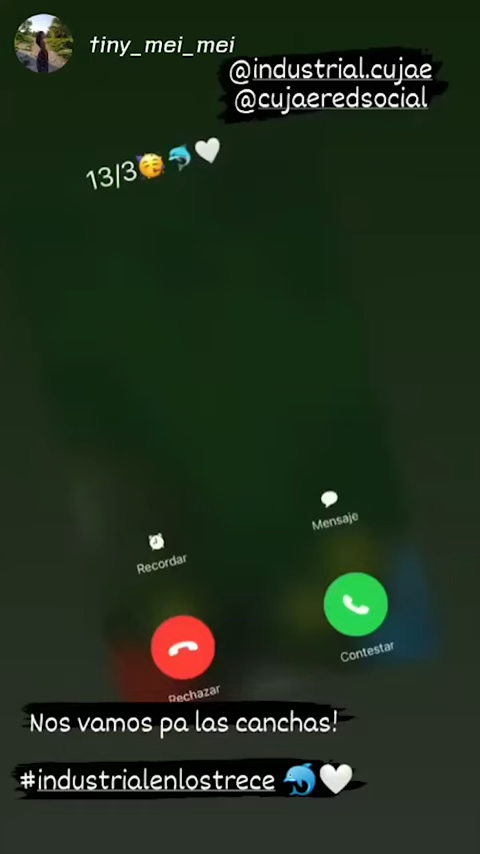 tiny_mei_mei
@industrial.cujae
@cujaeredsocial
13/3🥳🐬🤍
Mensaje
Recordar
Contestar
Rechazar
Nos vamos pa las canchas!
#industrialenlostrece 🐬🤍